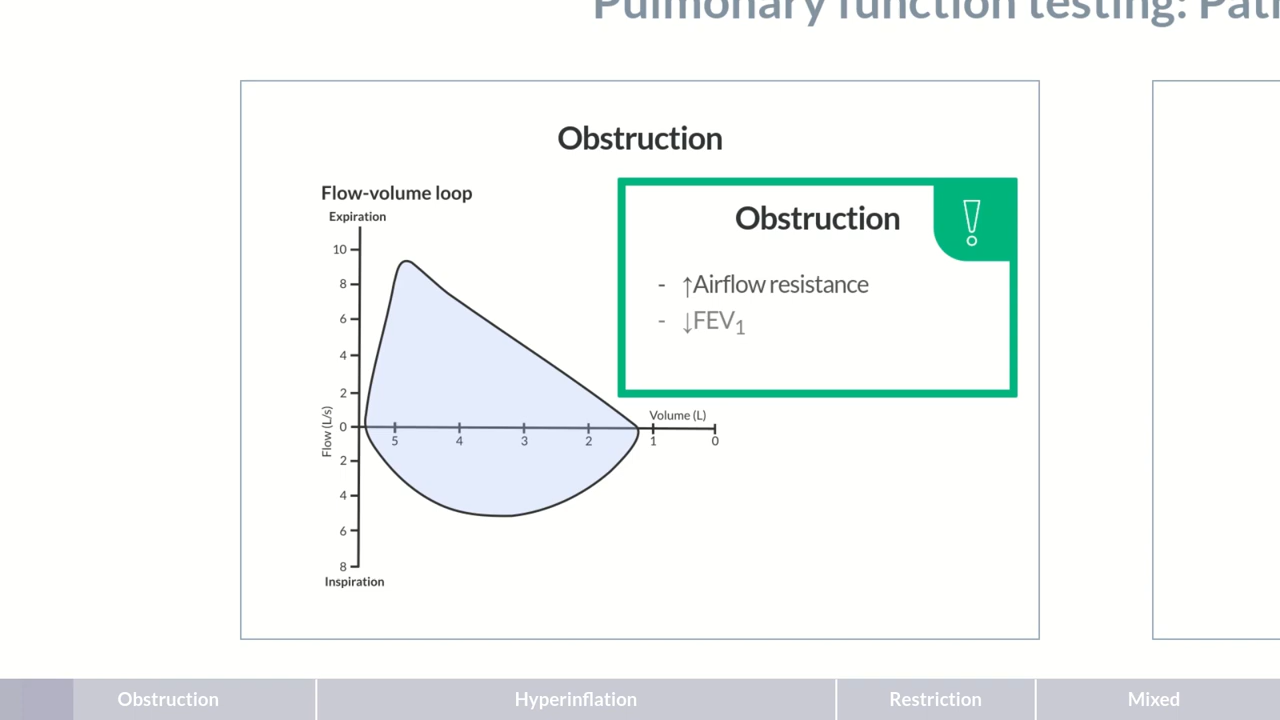 Pulmonary function testing:
Obstruction
Flow-volume loop
Expiration
Obstruction
- ↑Airflow resistance
- ↓FEV₁
10
8
6
4
2
0
2
4
6
8
Flow (L/s)
Volume (L)
5 4 3 2 1 0
Inspiration
Obstruction Hyperinflation Restriction Mixed